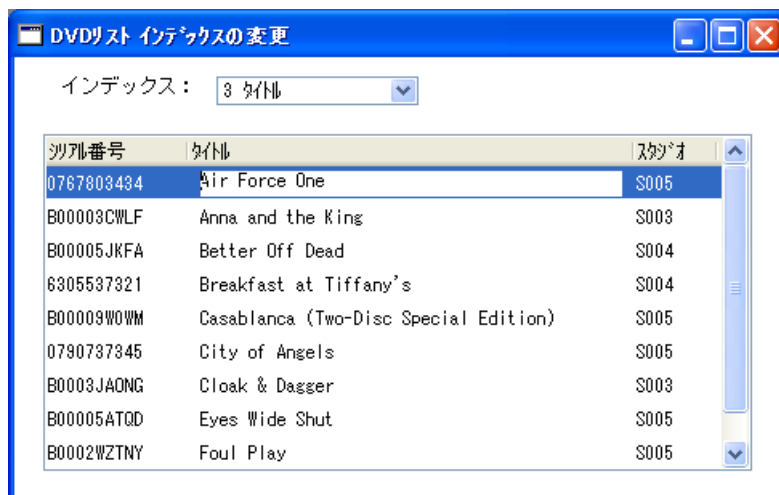 DVDリスト インデックスの変更
インデックス： 3 タイトル
シリアル番号 タイトル スタジオ
0767803434 Air Force One S005
B00003CWLF Anna and the King S003
B00005JKFA Better Off Dead S004
6305537321 Breakfast at Tiffany's S004
B00009W0WM Casablanca (Two-Disc Special Edition) S005
0790737345 City of Angels S005
B0003JAONG Cloak & Dagger S003
B00005ATQD Eyes Wide Shut S005
B0002WZTNY Foul Play S005